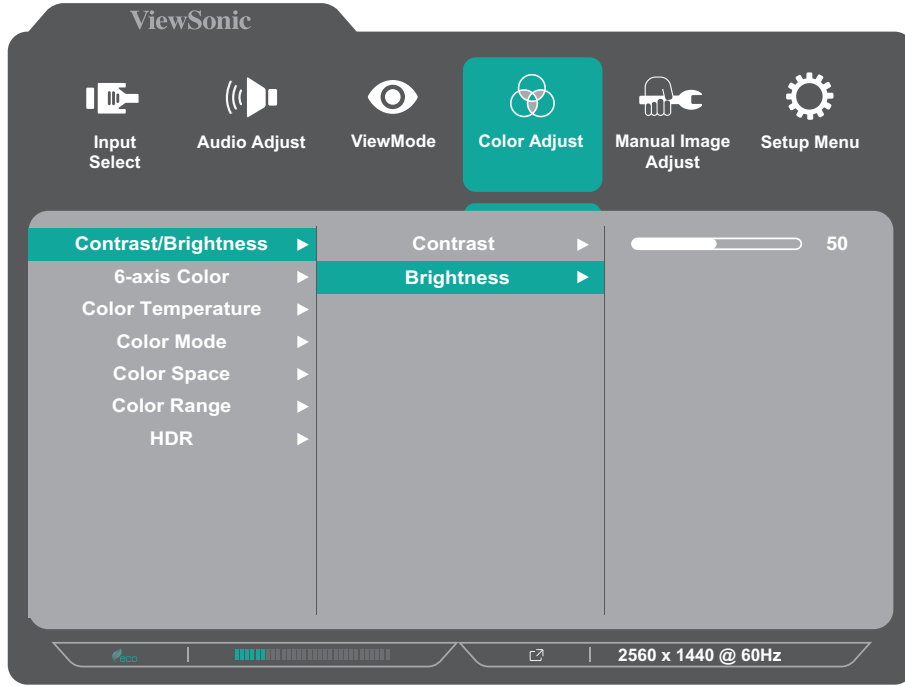 ViewSonic
Input Select
Audio Adjust
ViewMode
Color Adjust
Manual Image Adjust
Setup Menu
Contrast/Brightness
Contrast
50
6-axis Color
Brightness
Color Temperature
Color Mode
Color Space
Color Range
HDR
eco
2560 x 1440 @ 60Hz